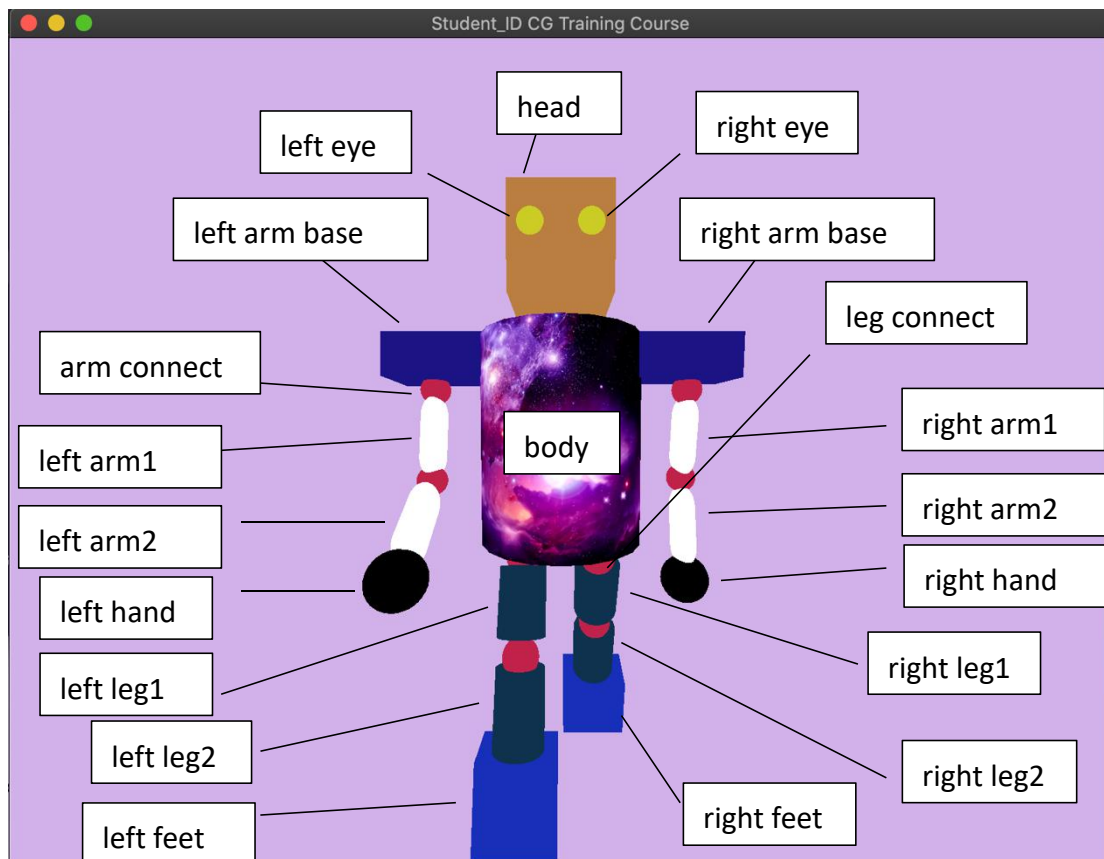 Student_ID CG Training Course
head
right eye
left eye
left arm base
right arm base
leg connect
arm connect
body
right arm1
left arm1
right arm2
left arm2
right hand
left hand
right leg1
left leg1
left leg2
right leg2
right feet
left feet